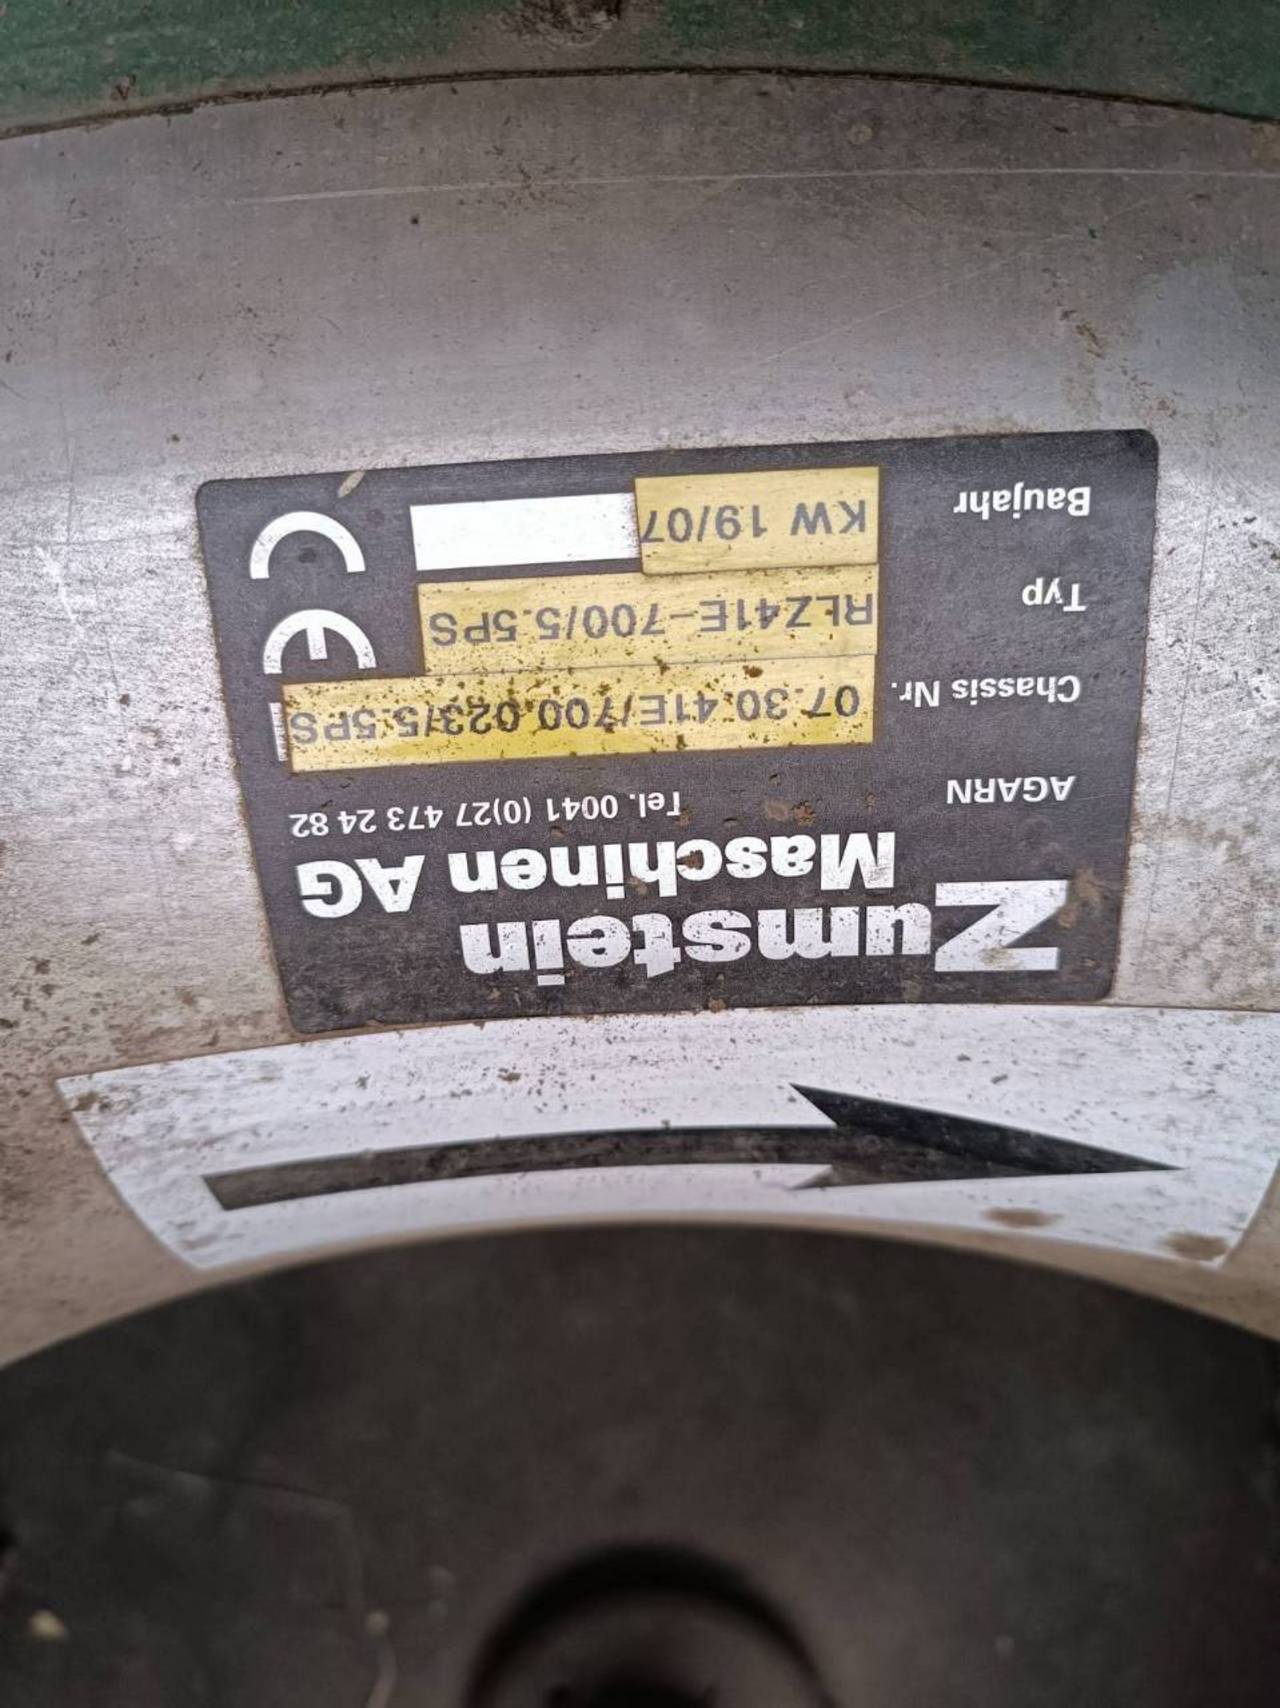 Zumstein
Maschinen AG
AGARN Tel. 0041 (0)27 473 24 82
Chassis Nr. 07.30.41E/700.023/5.5PS
Typ RLZ41E-700/5.5PS
Baujahr KW 19/07
CE